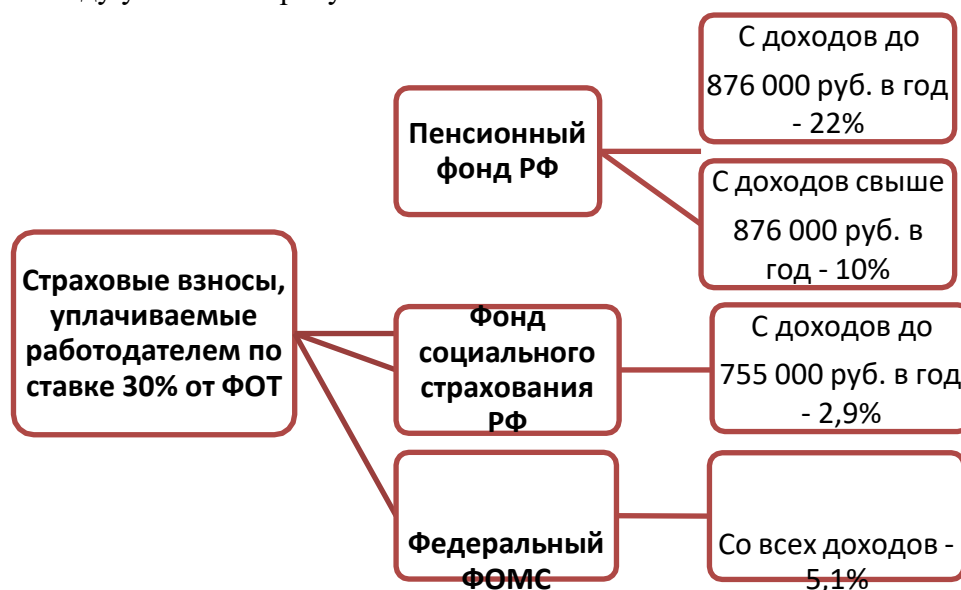 С доходов до
876 000 руб. в год
- 22%
Пенсионный
фонд РФ
С доходов свыше
876 000 руб. в
год - 10%
Страховые взносы,
уплачиваемые
работодателем по
ставке 30% от ФОТ
Фонд
социального
страхования
РФ
С доходов до
755 000 руб. в год
- 2,9%
Федеральный
ФОМС
Со всех доходов -
5,1%